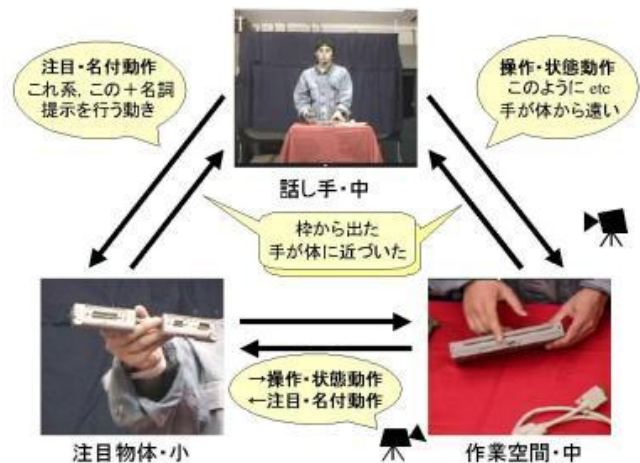 注目・名付動作
これ系, この+名詞
提示を行う動き
操作・状態動作
このように etc
手が体から遠い
話し手・中
枠から出た
手が体に近づいた
→操作・状態動作
←注目・名付動作
注目物体・小
作業空間・中